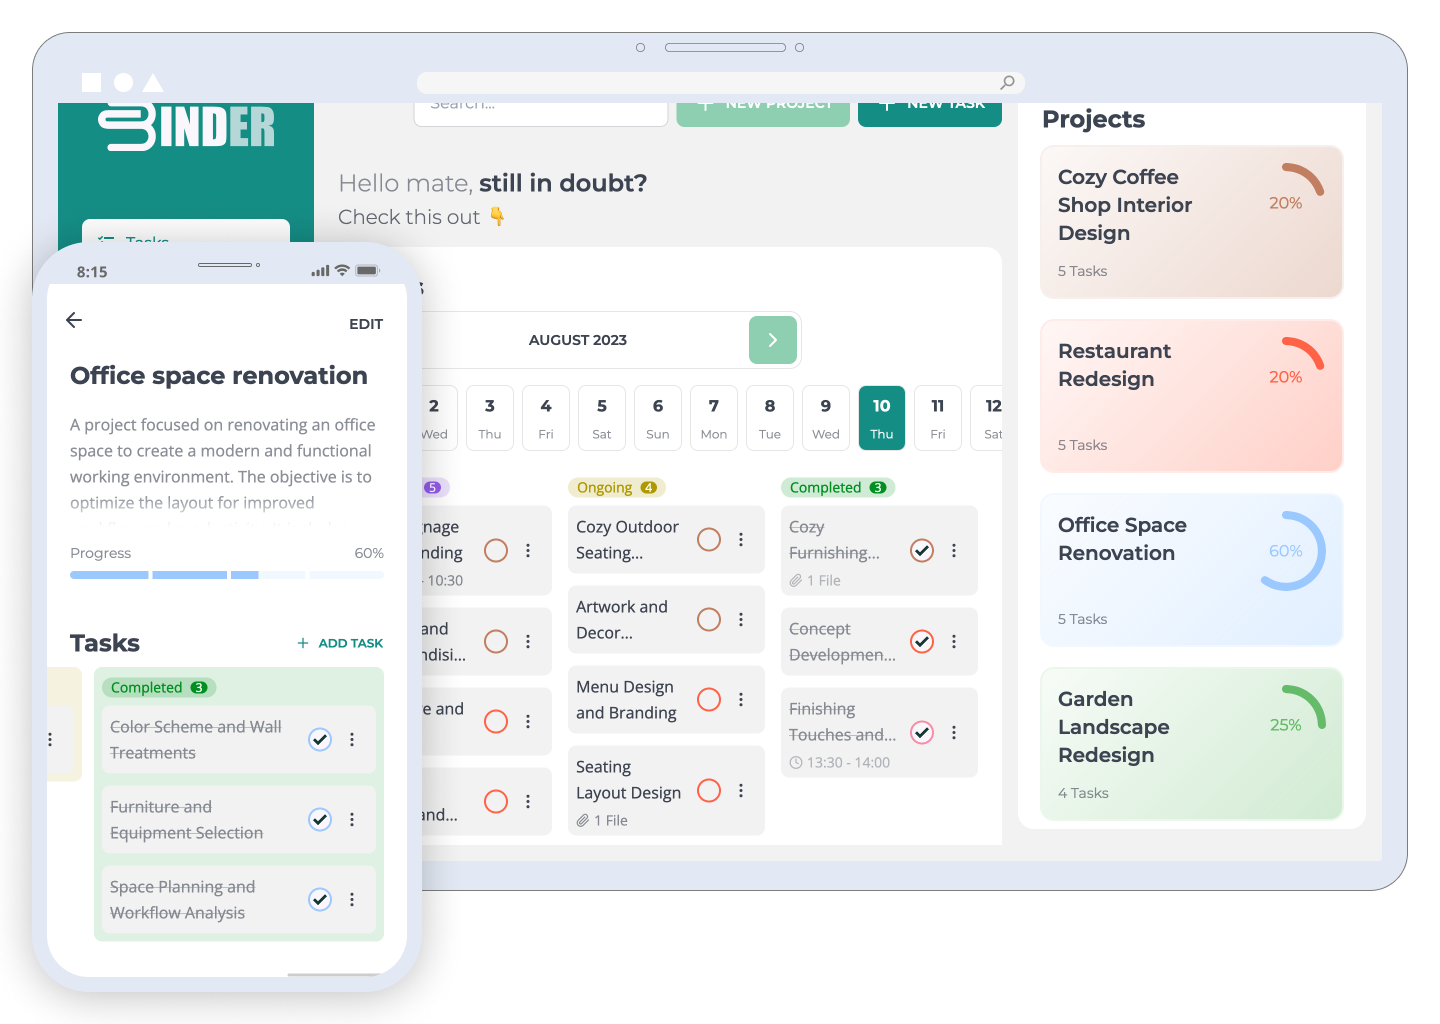 BINDER
Search...
NEW PROJECT
NEW TASK
Hello mate, still in doubt?
Check this out 👇
Tasks
AUGUST 2023
2 3 4 5 6 7 8 9 10 11 12
Wed Thu Fri Sat Sun Mon Tue Wed Thu Fri Sat
5
- 10:30
and
re and
and...
Ongoing 4
Cozy Outdoor
Seating...
Artwork and
Decor...
Menu Design
and Branding
Seating
Layout Design
1 File
Completed 3
Cozy
Furnishing...
1 File
Concept
Developmen...
Finishing
Touches and...
13:30 - 14:00
Projects
Cozy Coffee
Shop Interior
Design
20%
5 Tasks
Restaurant
Redesign
20%
5 Tasks
Office Space
Renovation
60%
5 Tasks
Garden
Landscape
Redesign
25%
4 Tasks
8:15
EDIT
Office space renovation
A project focused on renovating an office
space to create a modern and functional
working environment. The objective is to
optimize the layout for improved
Progress 60%
Tasks
+ ADD TASK
Completed 3
Color Scheme and Wall
Treatments
Furniture and
Equipment Selection
Space Planning and
Workflow Analysis